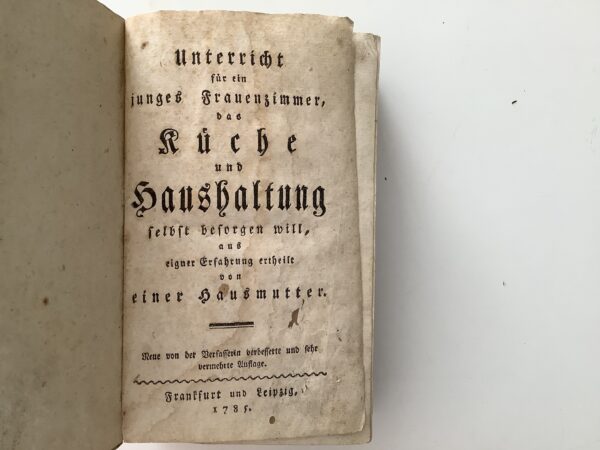 Unterricht
für ein
junges Frauenzimmer,
das
Küche
und
Haushaltung
selbst besorgen will,
aus
eigner Erfahrung ertheilt
von
einer Hausmutter.
Neue von der Verfasserin verbesserte und sehr
vermehrte Auflage.
Frankfurt und Leipzig,
1785.